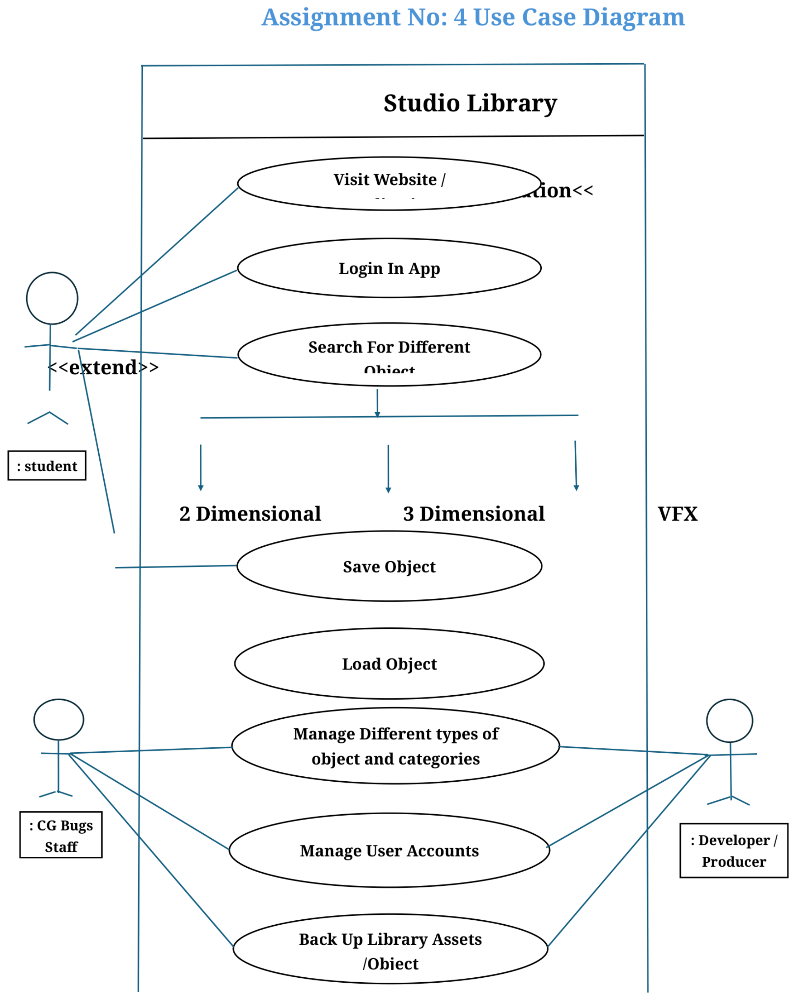 Assignment No: 4 Use Case Diagram
Studio Library
Visit Website /
ation<<
Login In App
Search For Different
Object
<<extend>>
: student
2 Dimensional 3 Dimensional VFX
Save Object
Load Object
Manage Different types of
object and categories
: CG Bugs
Staff
: Developer /
Producer
Manage User Accounts
Back Up Library Assets
/Object